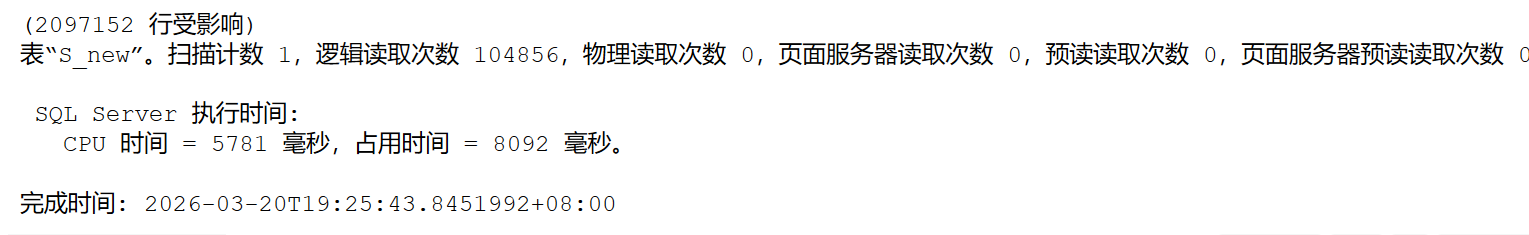 (2097152 行受影响)
表“S_new”。扫描计数 1，逻辑读取次数 104856，物理读取次数 0，页面服务器读取次数 0，预读读取次数 0，页面服务器预读读取次数 0
SQL Server 执行时间:
CPU 时间 = 5781 毫秒，占用时间 = 8092 毫秒。
完成时间: 2026-03-20T19:25:43.8451992+08:00